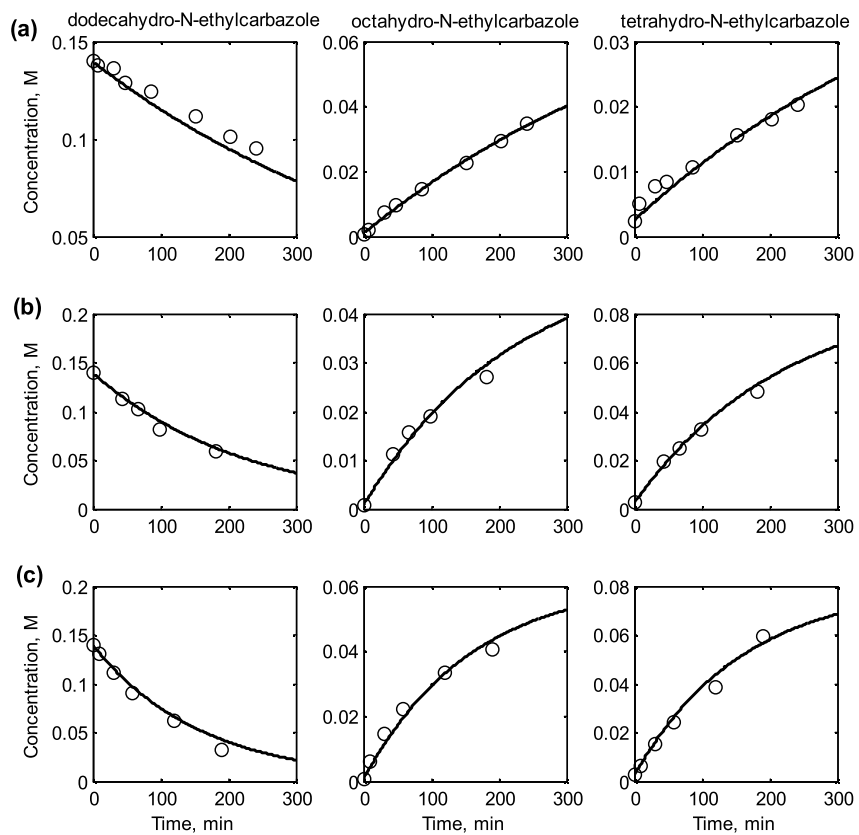 (a)
dodecahydro-N-ethylcarbazole octahydro-N-ethylcarbazole tetrahydro-N-ethylcarbazole
Concentration, M
0.15
0.1
0.05
0 100 200 300
0.06
0.04
0.02
0
0 100 200 300
0.03
0.02
0.01
0
0 100 200 300
(b)
Concentration, M
0.2
0.15
0.1
0.05
0
0 100 200 300
0.04
0.03
0.02
0.01
0
0 100 200 300
0.08
0.06
0.04
0.02
0
0 100 200 300
(c)
Concentration, M
0.2
0.15
0.1
0.05
0
0 100 200 300
Time, min
0.06
0.04
0.02
0
0 100 200 300
Time, min
0.08
0.06
0.04
0.02
0
0 100 200 300
Time, min